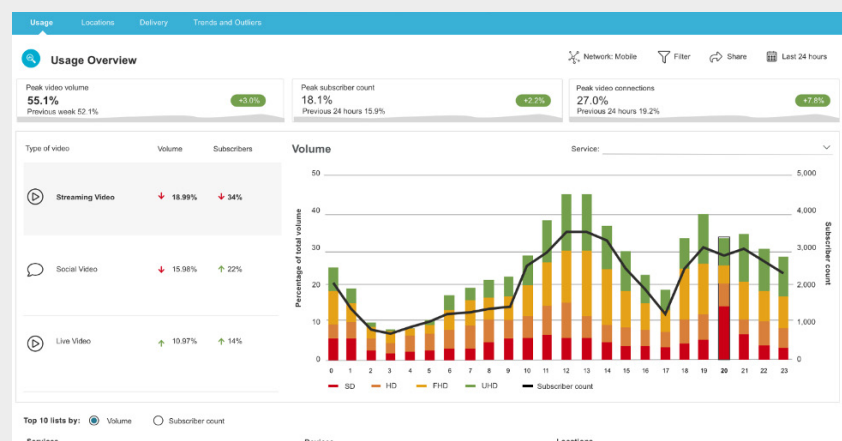 Usage Locations Delivery Trends and Outliers
Usage Overview
Network: Mobile Filter Share Last 24 hours
Peak video volume
55.1%
+3.0%
Previous week 52.1%
Peak subscriber count
18.1%
+2.2%
Previous 24 hours 15.9%
Peak video connections
27.0%
+7.8%
Previous 24 hours 19.2%
Type of video Volume Subscribers
Streaming Video 18.99% 34%
Social Video 15.98% 22%
Live Video 10.97% 14%
Volume
Service:
Percentage of total volume
50
40
30
20
10
0
5,000
4,000
3,000
2,000
1,000
0
Subscriber count
0 1 2 3 4 5 6 7 8 9 10 11 12 13 14 15 16 17 18 19 20 21 22 23
SD HD FHD UHD Subscriber count
Top 10 lists by: Volume Subscriber count
Services Devices Locations